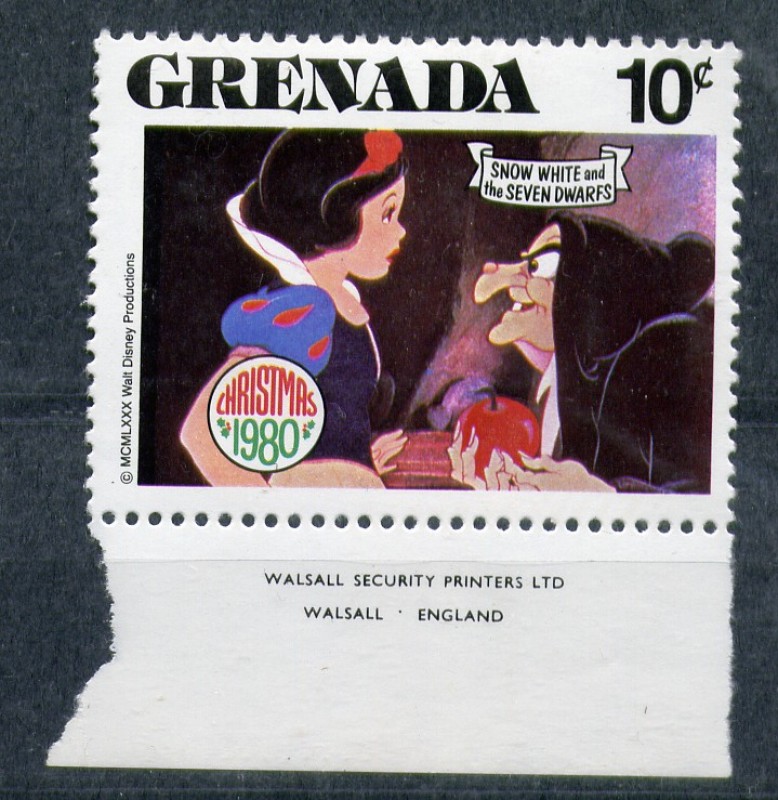 GRENADA 10¢
SNOW WHITE and
the SEVEN DWARFS
© MCMLXXX Walt Disney Productions
CHRISTMAS
1980
WALSALL SECURITY PRINTERS LTD
WALSALL · ENGLAND